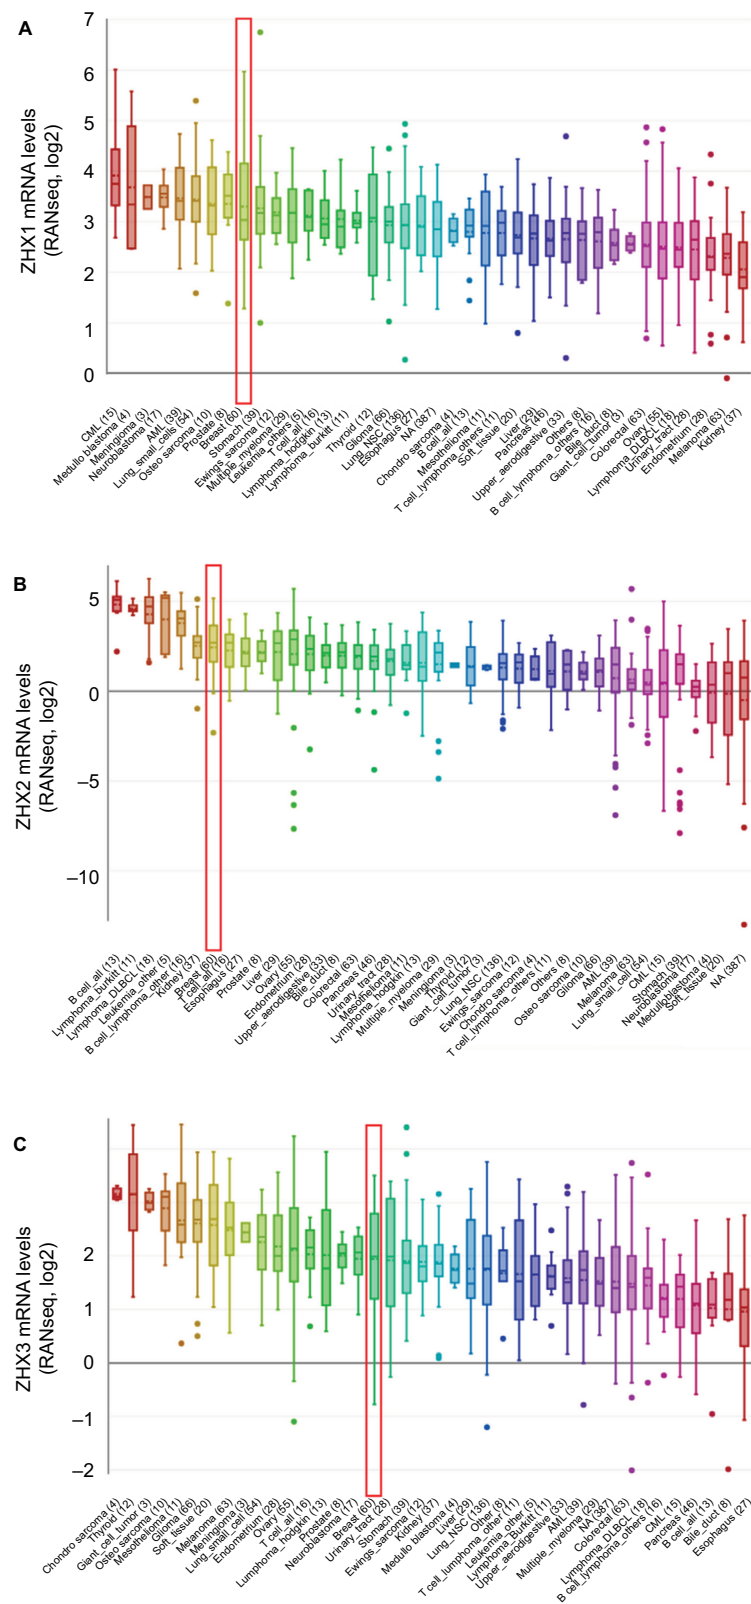 A
ZHX1 mRNA levels
(RANseq, log2)
7
6
5
4
3
2
1
0
CML (15)
Medullo blastoma (4)
Meningioma (3)
Neuroblastoma (17)
AML (39)
Lung_small_cells (54)
Osteo sarcoma (10)
Prostate (8)
Breast (60)
Stomach (39)
Ewings_sarcoma (12)
Multiple_myeloma (29)
Leukemia_others (5)
T cell_all (16)
Lymphoma_hodgkin (13)
Lymphoma_burkitt (11)
Thyroid (12)
Glioma (66)
Lung_NSC (136)
Esophagus (27)
NA (387)
Chondro sarcoma (4)
B cell_all (13)
Mesothelioma (11)
T cell_lymphoma_others (11)
Soft_tissue (20)
Liver (29)
Pancreas (46)
Upper_aerodigestive (33)
Others (8)
B cell_lymphoma_others (16)
Bile_duct (8)
Giant_cell_tumor (3)
Colorectal (63)
Ovary (55)
Lymphoma_DLBCL (18)
Urinary_tract (28)
Endometrium (28)
Melanoma (63)
Kidney (37)
B
ZHX2 mRNA levels
(RANseq, log2)
5
0
−5
−10
B cell_all (13)
Lymphoma_burkitt (11)
Lymphoma_DLBCL (18)
Leukemia_other (5)
B cell_lymphoma_other (16)
Kidney (37)
Breast (60)
T cell_all (16)
Esophagus (27)
Prostate (8)
Liver (29)
Ovary (55)
Endometrium (28)
Upper_aerodigestive (33)
Bile_duct (8)
Colorectal (63)
Pancreas (46)
Urinary_tract (28)
Mesothelioma (11)
Lymphoma_hodgkin (13)
Multiple_myeloma (29)
Meningioma (3)
Thyroid (12)
Giant_cell_tumor (3)
Lung_NSC (136)
Ewings_sarcoma (12)
Chondro sarcoma (4)
T cell_lymphoma_others (11)
Others (8)
Osteo sarcoma (10)
Glioma (66)
AML (39)
Melanoma (63)
Lung_small_cell (54)
CML (15)
Stomach (39)
Neuroblastoma (17)
Medulloblastoma (4)
Soft_tissue (20)
NA (387)
C
ZHX3 mRNA levels
(RANseq, log2)
2
1
0
−1
−2
Chondro sarcoma (4)
Thyroid (12)
Giant_cell_tumor (3)
Osteo sarcoma (10)
Mesothelioma (11)
Glioma (66)
Soft_tissue (20)
Melanoma (63)
Meningioma (3)
Lung_small_cell (54)
Endometrium (28)
Ovary (55)
T cell_all (16)
Lumphoma_hodgkin (13)
Prostate (8)
Neuroblastoma (17)
Breast (60)
Urinary_tract (28)
Stomach (39)
Ewings_sarcoma (12)
Kidney (37)
Medullo blastoma (4)
Liver (29)
Lung_NSC (136)
Other (8)
T cell_lumphoma_other (11)
Leukemia_other (5)
Lymphoma_Burkitt (11)
Upper_aerodigestive (33)
AML (39)
Multiple_myeloma (29)
NA (387)
Colorectal (63)
Lymphoma_DLBCL (18)
B cell_lymphoma_others (16)
CML (15)
Pancreas (46)
B cell_all (13)
Bile_duct (8)
Esophagus (27)